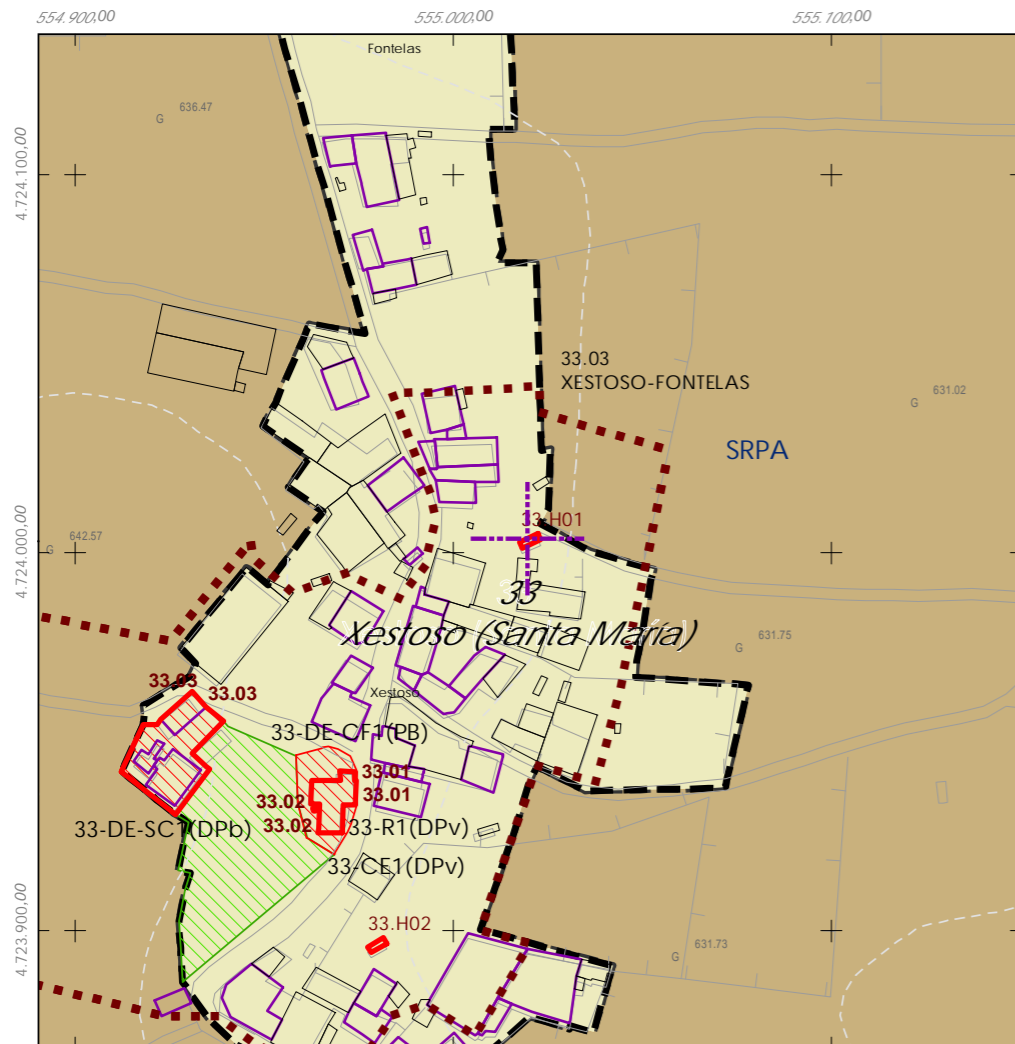 554.900,00
555.000,00
555.100,00
Fontelas
636.47
G
4.724.100,00
33.03
XESTOSO-FONTELAS
631.02
G
SRPA
33-H01
642.57
G
4.724.000,00
33
Xestoso (Santa María)
631.75
G
33.03
33.03
Xestoso
33-DE-CF1(PB)
33.01
33.01
33.02
33.02
33-DE-SC1(DPb)
33-R1(DPv)
33-CE1(DPv)
33.H02
631.73
G
4.723.900,00